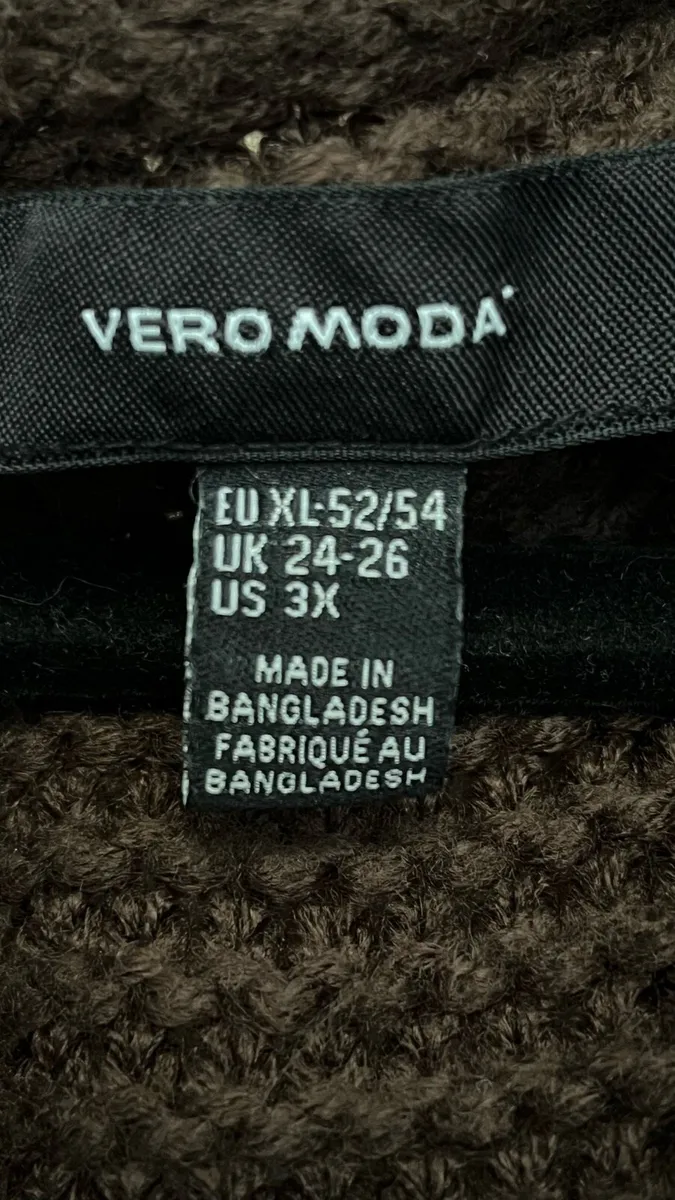 VERO MODA
EU XL-52/54
UK 24-26
US 3X
MADE IN
BANGLADESH
FABRIQUÉ AU
BANGLADESH